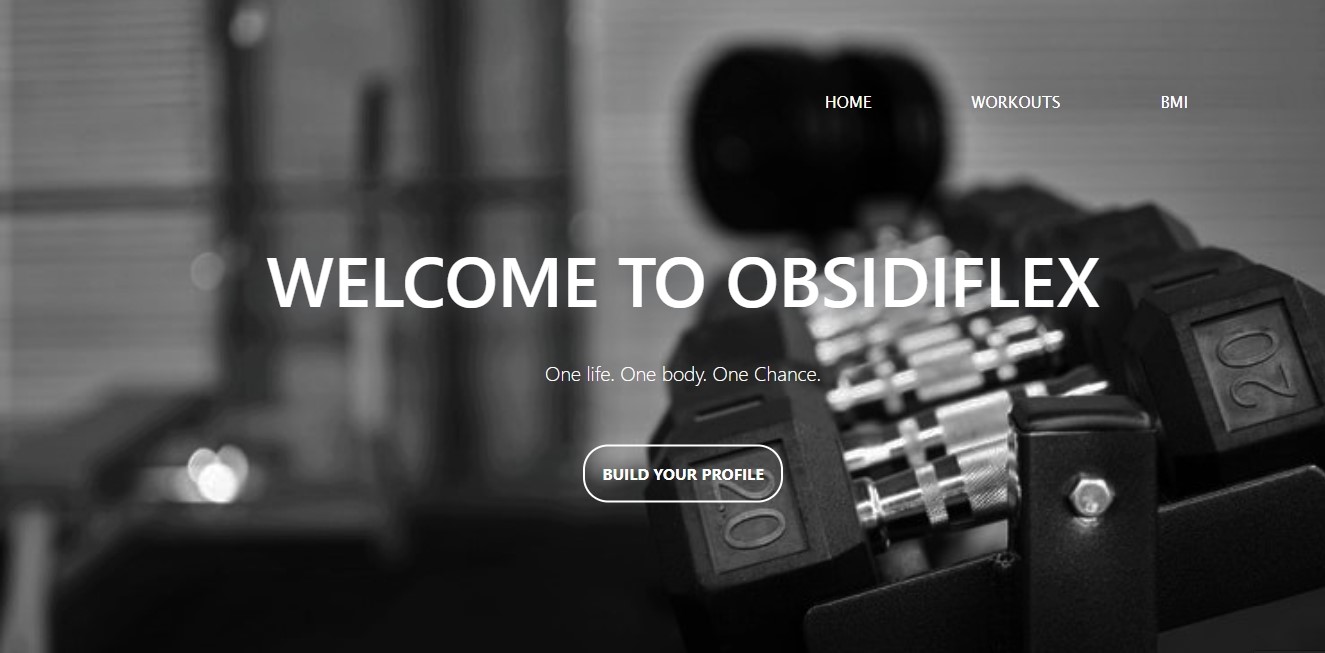 HOME WORKOUTS BMI
WELCOME TO OBSIDIFLEX
One life. One body. One Chance.
BUILD YOUR PROFILE
20
20